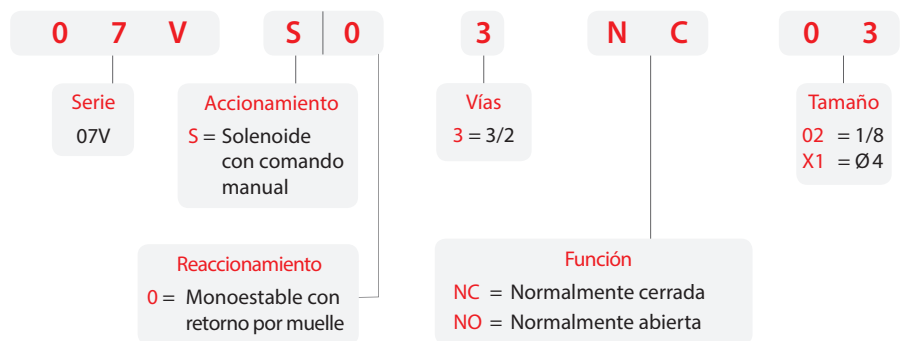 0 7 V S 0 3 N C 0 3
Serie
07V
Accionamiento
S = Solenoide
con comando
manual
Vías
3 = 3/2
Tamaño
02 = 1/8
X1 = Ø 4
Reaccionamiento
0 = Monoestable con
retorno por muelle
Función
NC = Normalmente cerrada
NO = Normalmente abierta